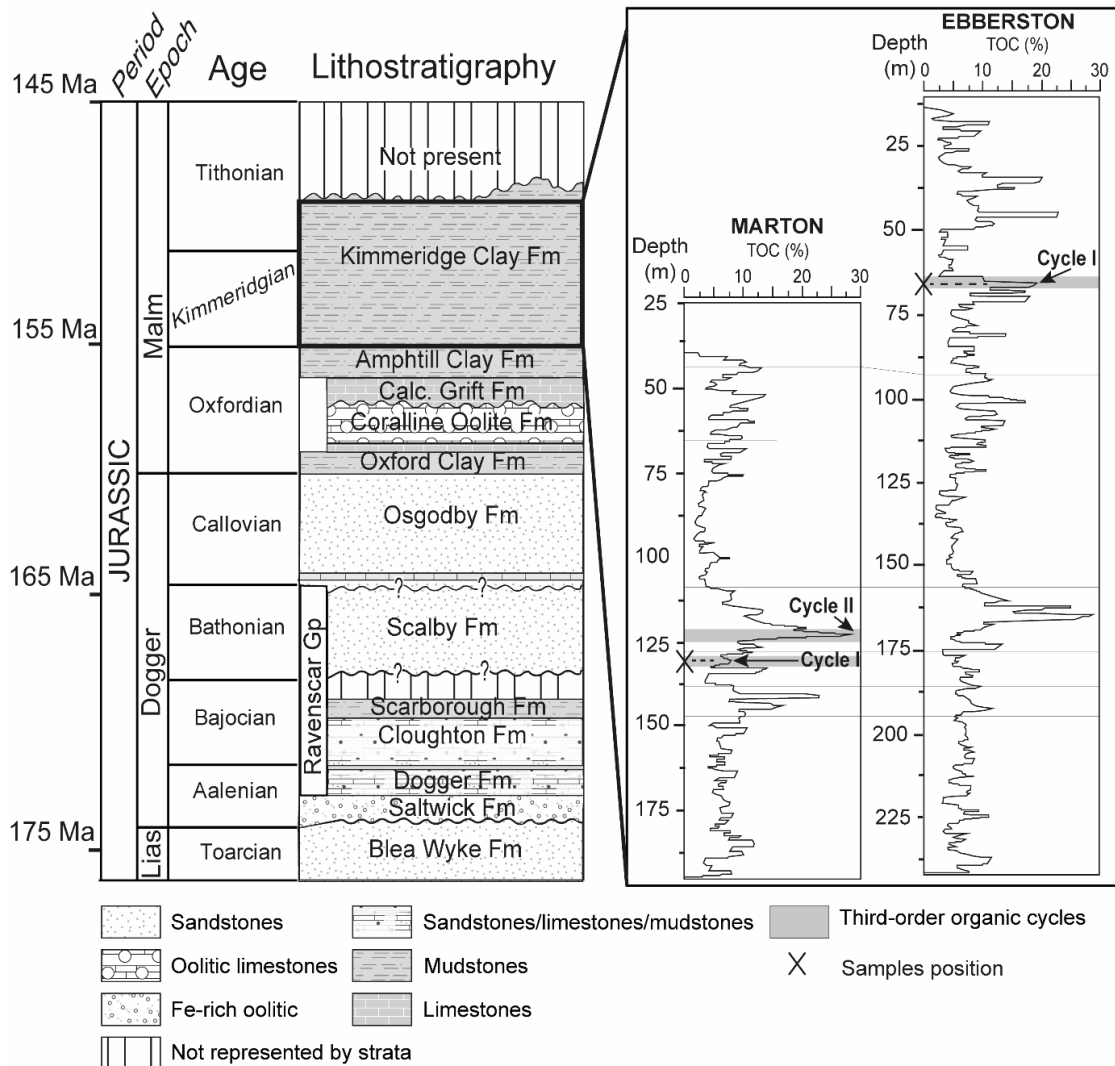 Period
Epoch
Age
Lithostratigraphy
145 Ma
155 Ma
165 Ma
175 Ma
JURASSIC
Malm
Dogger
Lias
Tithonian
Kimmeridgian
Oxfordian
Callovian
Bathonian
Bajocian
Aalenian
Toarcian
Not present
Kimmeridge Clay Fm
Amphtill Clay Fm
Calc. Grift Fm
Coralline Oolite Fm
Oxford Clay Fm
Osgodby Fm
? ?
Ravenscar Gp
Scalby Fm
? ?
Scarborough Fm
Cloughton Fm
Dogger Fm
Saltwick Fm
Blea Wyke Fm
MARTON
TOC (%)
Depth
(m)
0 10 20 30
25
50
75
100
125
150
175
Cycle II
Cycle I
EBBERSTON
TOC (%)
Depth
(m)
0 10 20 30
25
50
75
100
125
150
175
200
225
Cycle I
Sandstones
Oolitic limestones
Fe-rich oolitic
Not represented by strata
Sandstones/limestones/mudstones
Mudstones
Limestones
Third-order organic cycles
X Samples position